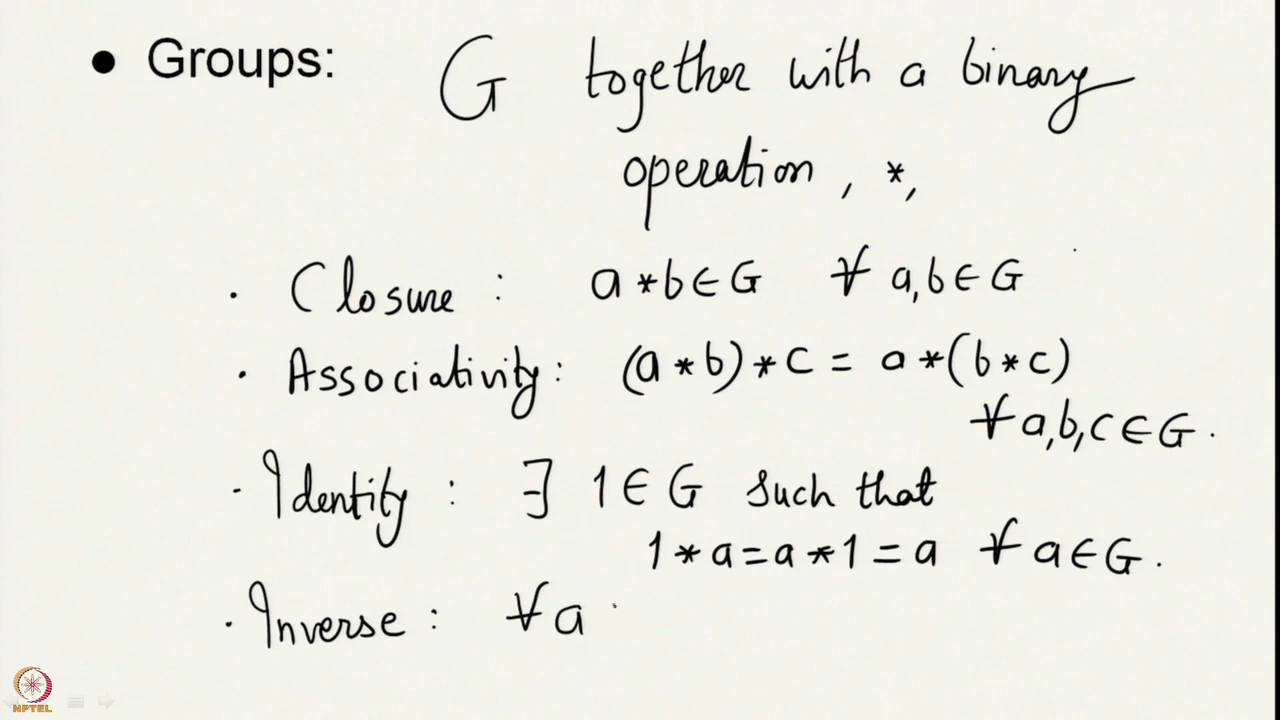 • Groups: G together with a binary
operation, *,
· Closure : a * b ∈ G ∀ a,b ∈ G
· Associativity : (a * b) * c = a * (b * c)
∀ a,b,c ∈ G.
· Identity : ∃ 1 ∈ G such that
1 * a = a * 1 = a ∀ a ∈ G.
· Inverse : ∀ a
NPTEL